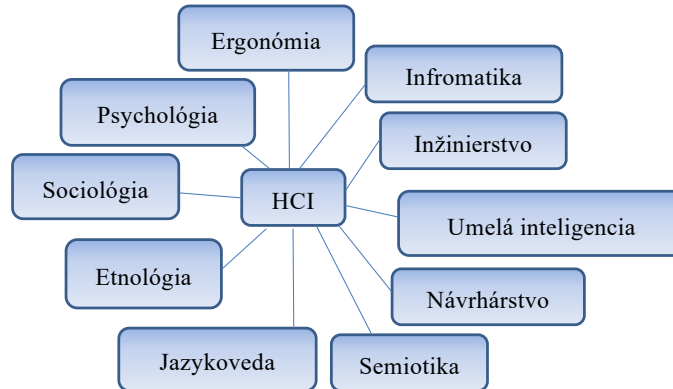 Ergonómia
Infromatika
Psychológia
Inžinierstvo
Sociológia
HCI
Umelá inteligencia
Etnológia
Návrhárstvo
Jazykoveda
Semiotika